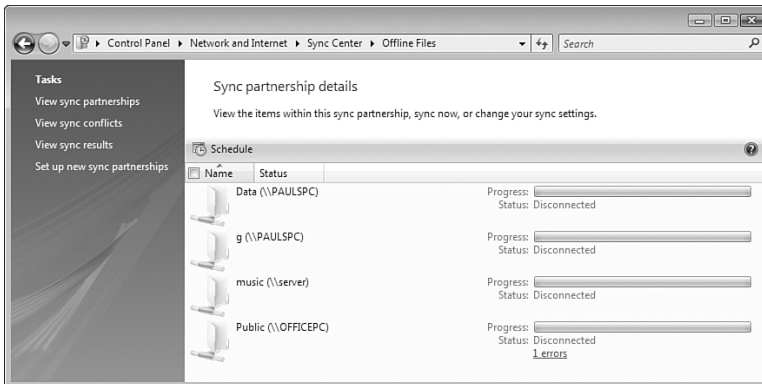 Control Panel ▸ Network and Internet ▸ Sync Center ▸ Offline Files
Search
Tasks
View sync partnerships
View sync conflicts
View sync results
Set up new sync partnerships
Sync partnership details
View the items within this sync partnership, sync now, or change your sync settings.
Schedule
Name Status
Data (\\PAULSPC) Progress:
Status: Disconnected
g (\\PAULSPC) Progress:
Status: Disconnected
music (\\server) Progress:
Status: Disconnected
Public (\\OFFICEPC) Progress:
Status: Disconnected
1 errors